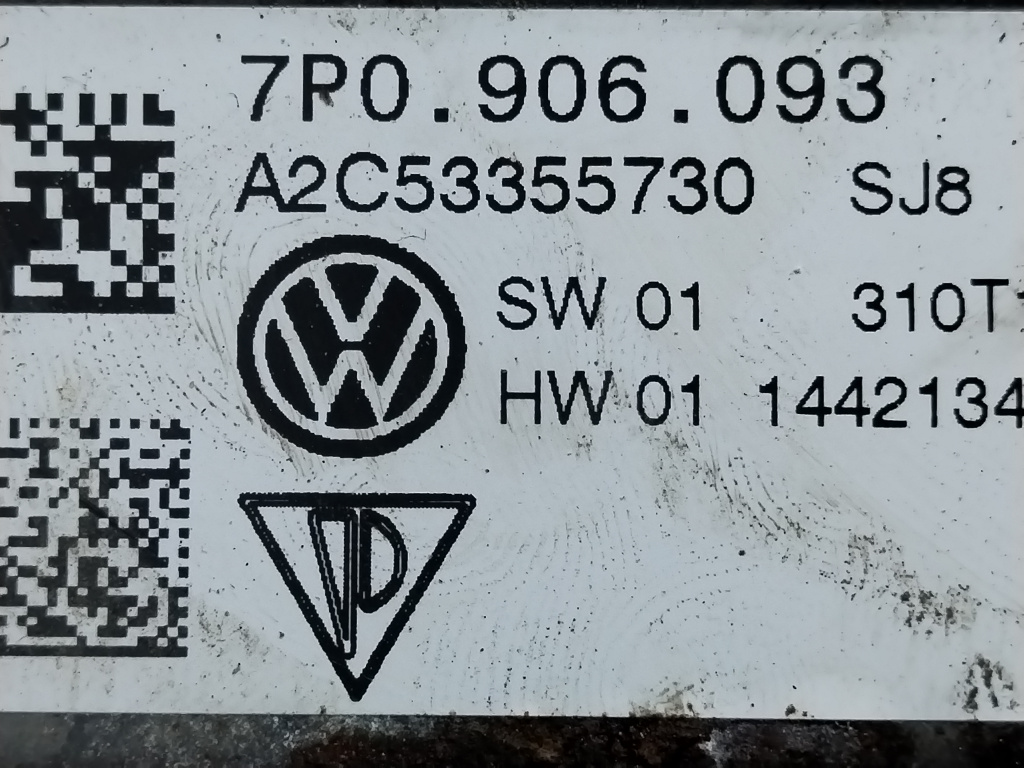 7P0.906.093
A2C53355730 SJ8
SW 01 310T
HW 01 1442134